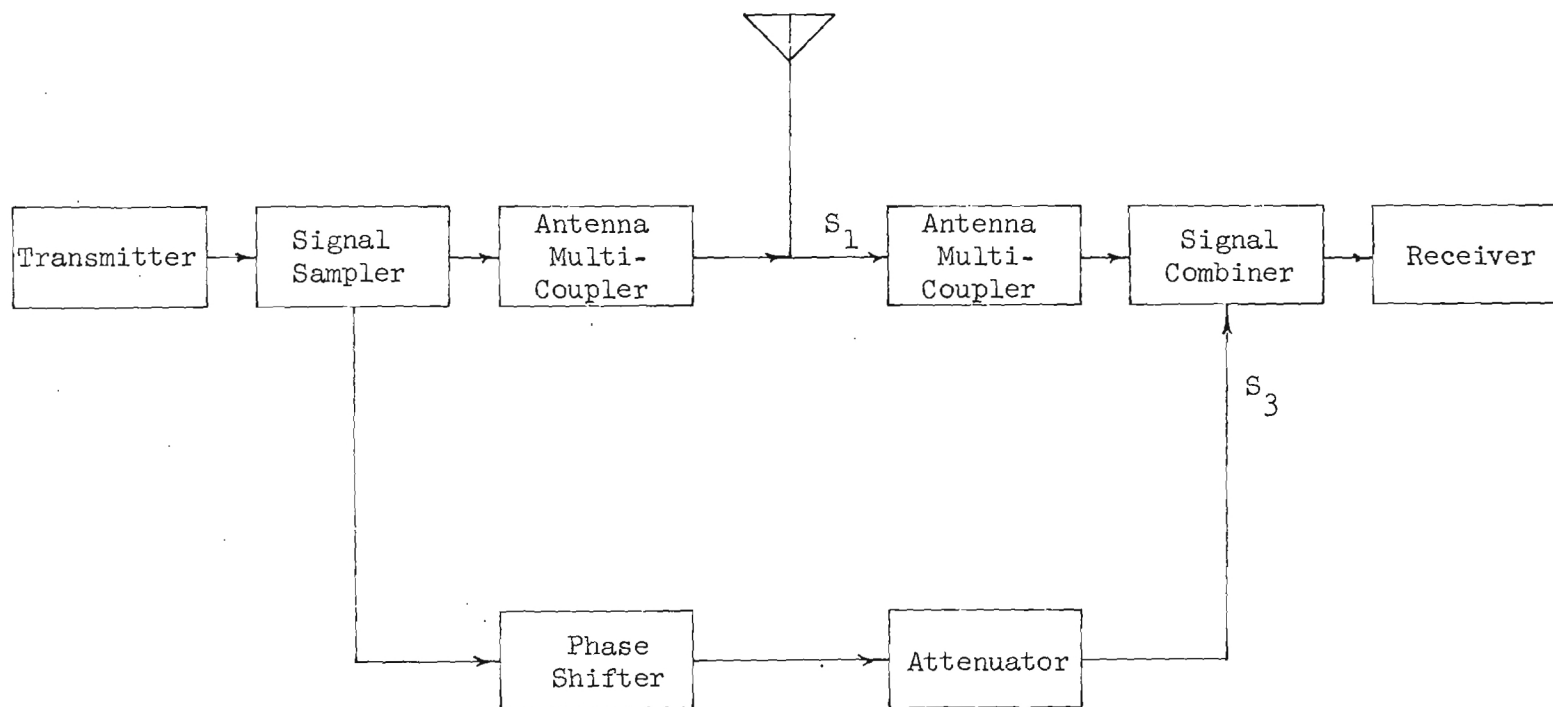 Transmitter
Signal
Sampler
Antenna
Multi-
Coupler
S1
Antenna
Multi-
Coupler
Signal
Combiner
Receiver
S3
Phase
Shifter
Attenuator